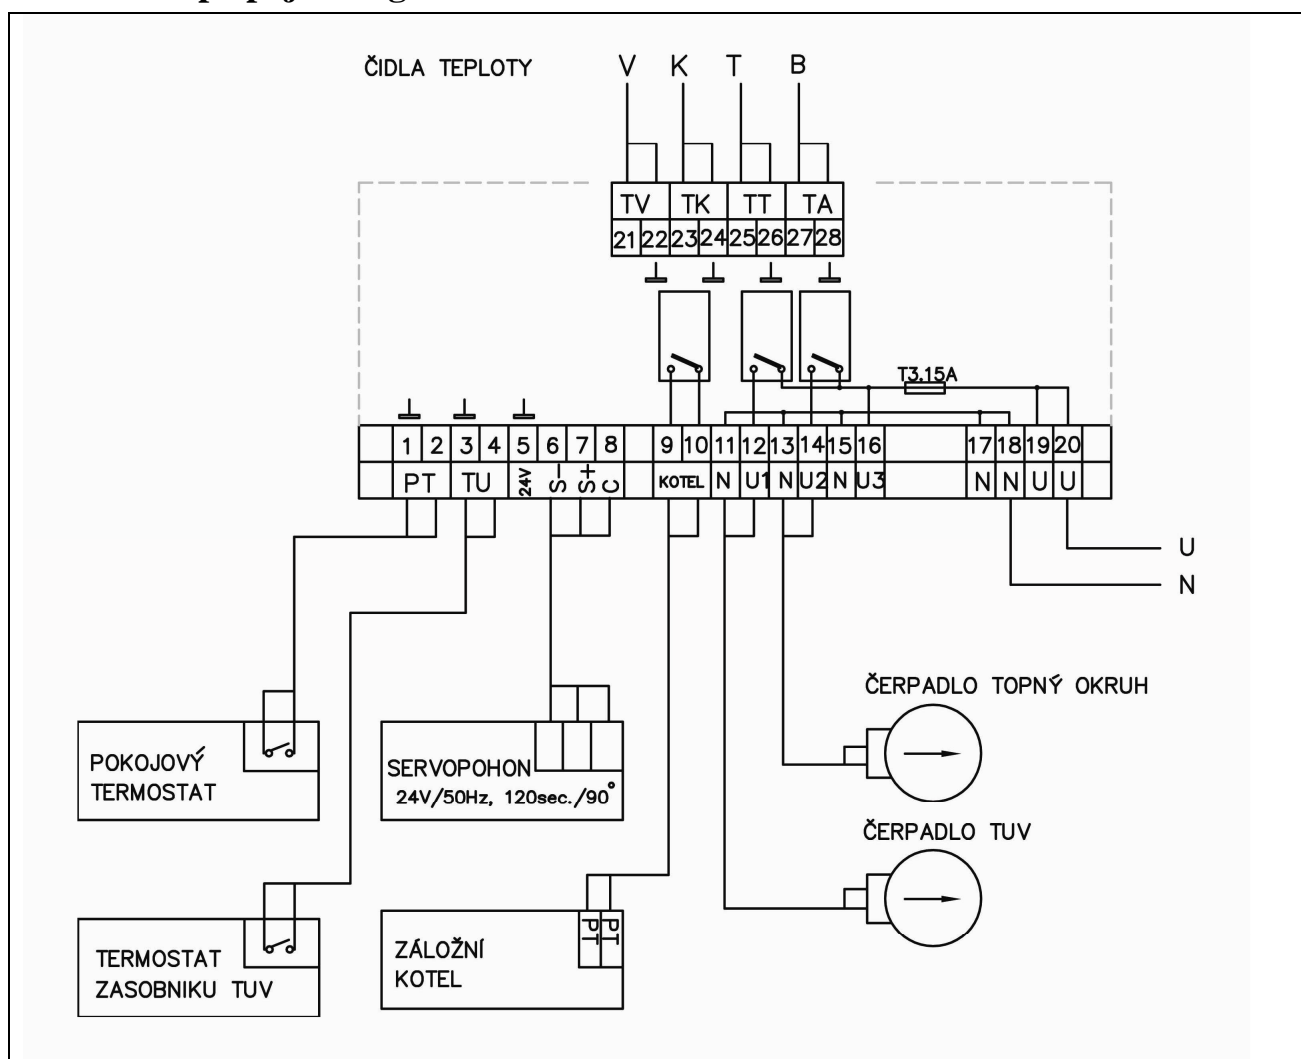 ČIDLA TEPLOTY V K T B
TV TK TT TA
21 22 23 24 25 26 27 28
T3.15A
1 2 3 4 5 6 7 8 9 10 11 12 13 14 15 16 17 18 19 20
PT TU 24V S- S+ C KOTEL N U1 N U2 N U3 N N U U
U
N
ČERPADLO TOPNÝ OKRUH
POKOJOVÝ
TERMOSTAT
SERVOPOHON
24V/50Hz, 120sec./90°
ČERPADLO TUV
TERMOSTAT
ZASOBNIKU TUV
ZÁLOŽNÍ
KOTEL
PT PT